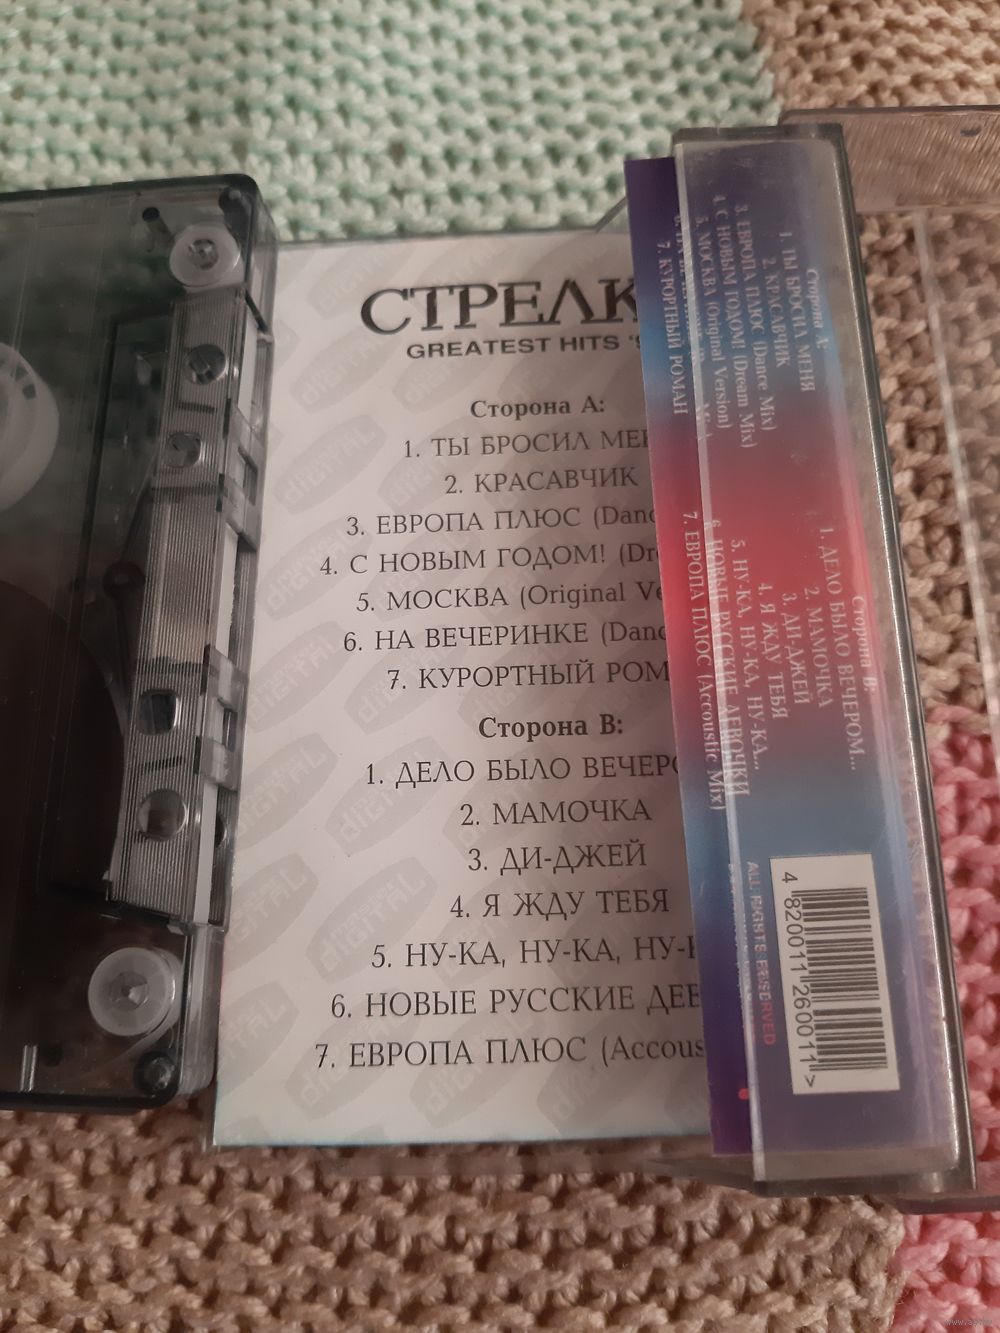 СТРЕЛК
GREATEST HITS '9
Сторона А:
1. ТЫ БРОСИЛ МЕН
2. КРАСАВЧИК
3. ЕВРОПА ПЛЮС (Danc
4. С НОВЫМ ГОДОМ! (Dre
5. МОСКВА (Original Ve
6. НА ВЕЧЕРИНКЕ (Danc
7. КУРОРТНЫЙ РОМ
Сторона В:
1. ДЕЛО БЫЛО ВЕЧЕРО
2. МАМОЧКА
3. ДИ-ДЖЕЙ
4. Я ЖДУ ТЕБЯ
5. НУ-КА, НУ-КА, НУ-К
6. НОВЫЕ РУССКИЕ ДЕВ
7. ЕВРОПА ПЛЮС (Accous
Сторона А:
1. ТЫ БРОСИЛ МЕНЯ
2. КРАСАВЧИК
3. ЕВРОПА ПЛЮС (Dance Mix)
4. С НОВЫМ ГОДОМ! (Dream Mix)
5. МОСКВА (Original Version)
7. КУРОРТНЫЙ РОМАН
Сторона В:
1. ДЕЛО БЫЛО ВЕЧЕРОМ...
2. МАМОЧКА
3. ДИ-ДЖЕЙ
4. Я ЖДУ ТЕБЯ
5. НУ-КА, НУ-КА, НУ-КА...
6. НОВЫЕ РУССКИЕ ДЕВОЧКИ
7. ЕВРОПА ПЛЮС (Accoustic Mix)
ALL RIGHTS RESERVED
4 820011 260011 >